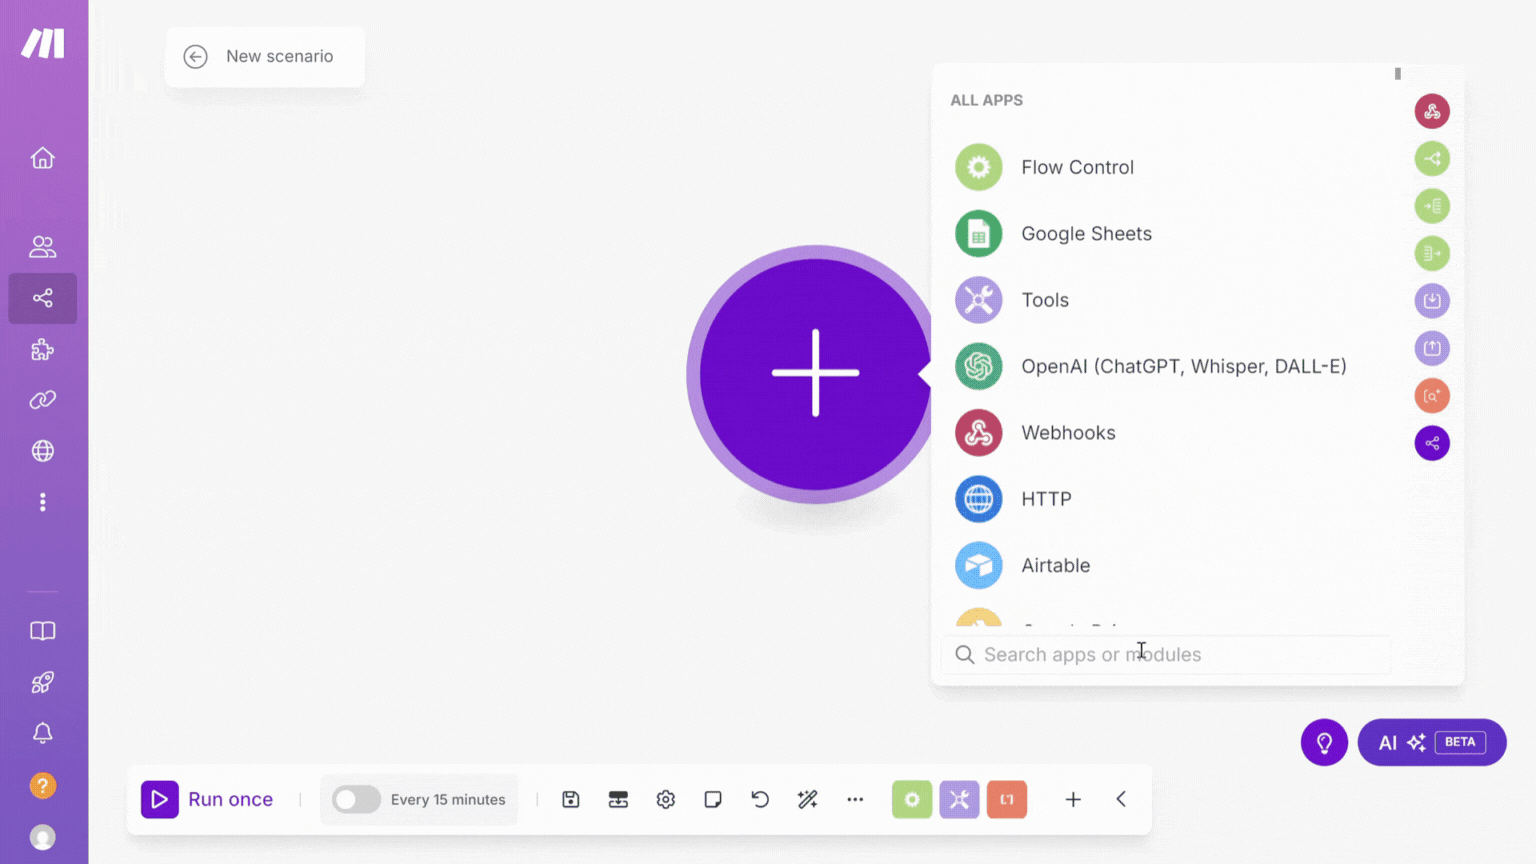 New scenario
ALL APPS
Flow Control
Google Sheets
Tools
OpenAI (ChatGPT, Whisper, DALL-E)
Webhooks
HTTP
Airtable
Search apps or modules
AI BETA
Run once
Every 15 minutes